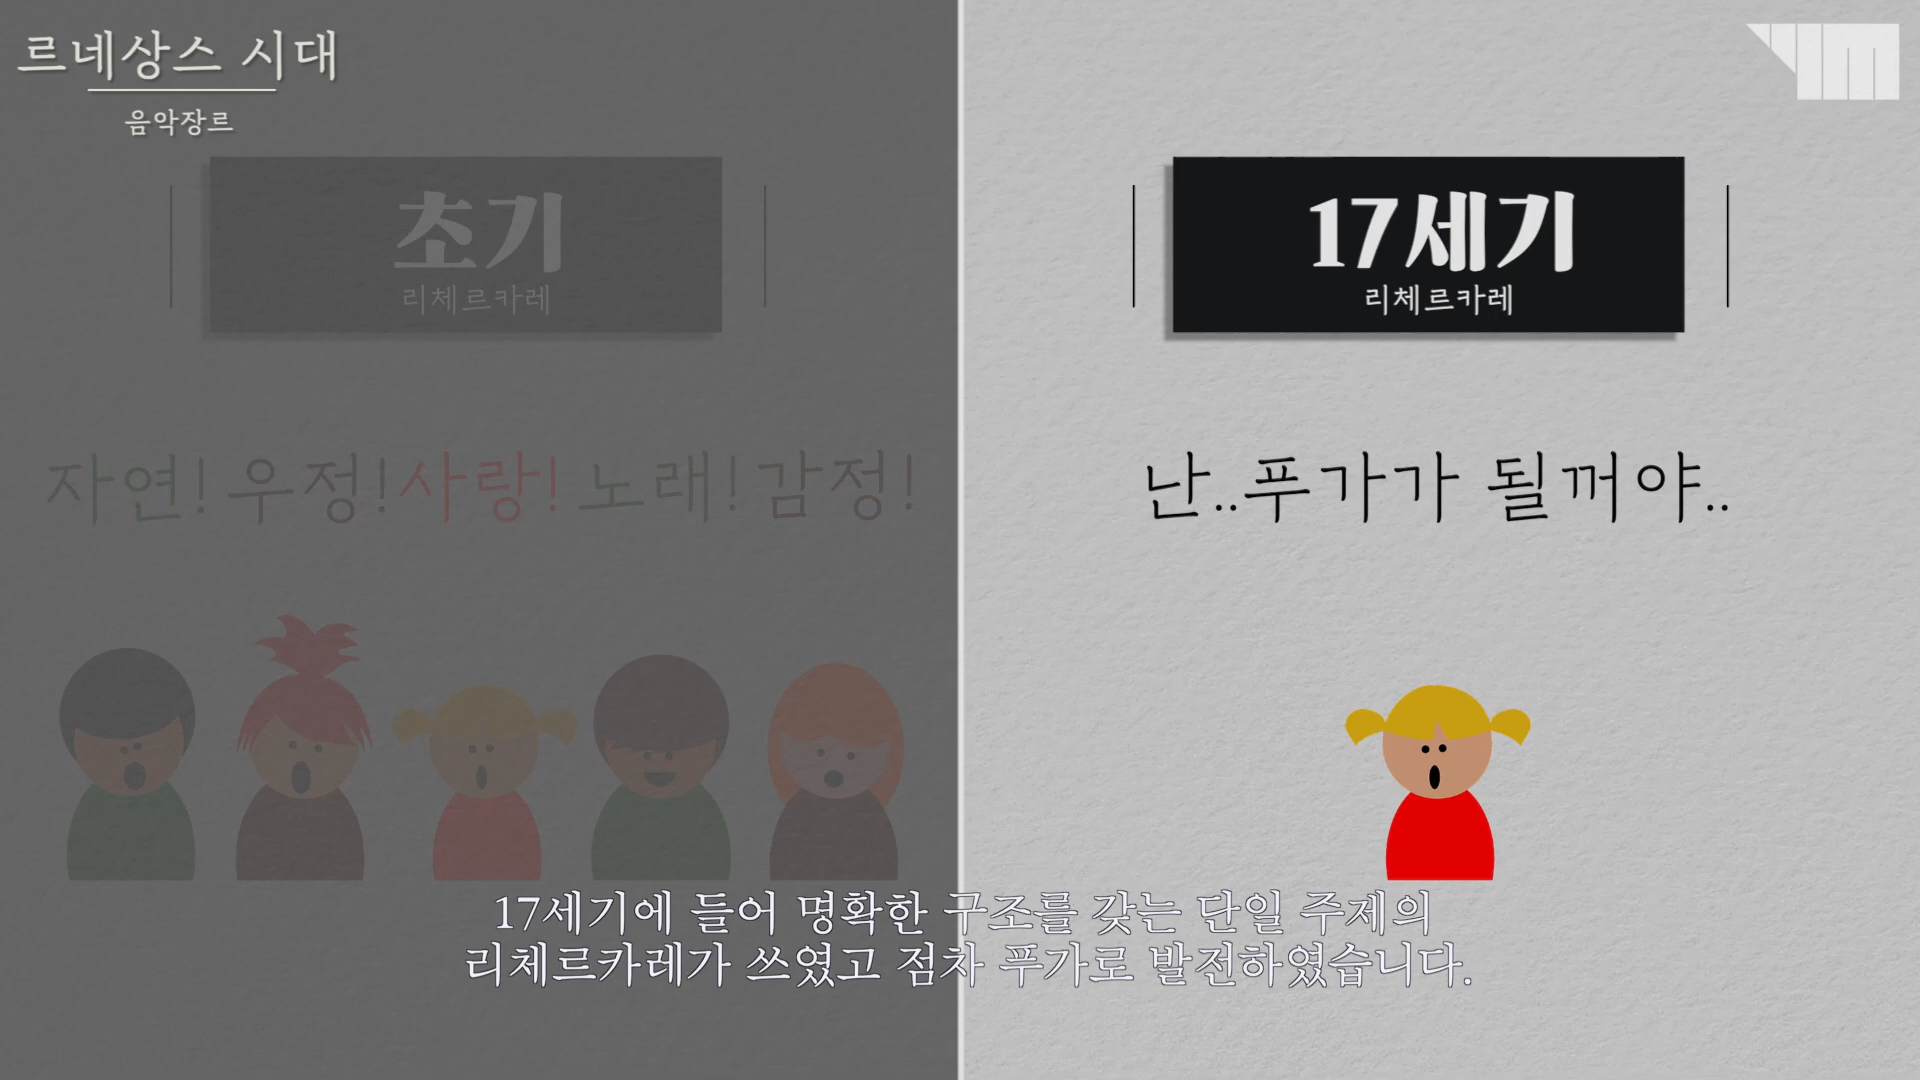 르네상스 시대
음악장르
초기
리체르카레
자연! 우정! 사랑! 노래! 감정!
17세기
리체르카레
난..푸가가 될꺼야..
17세기에 들어 명확한 구조를 갖는 단일 주제의
리체르카레가 쓰였고 점차 푸가로 발전하였습니다.